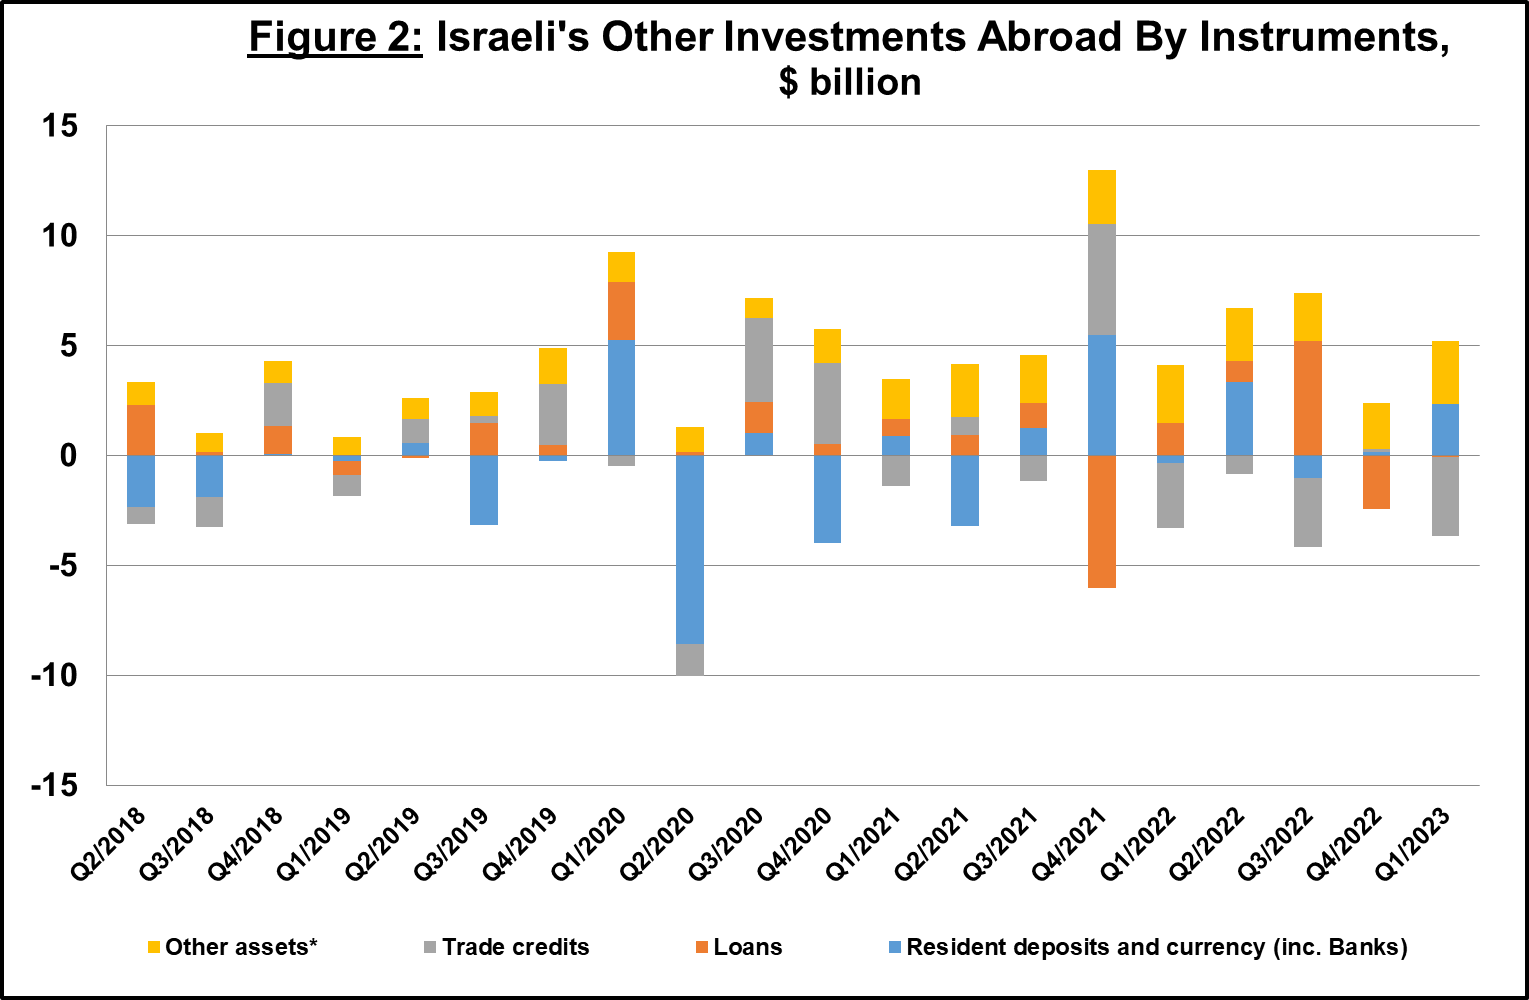 Figure 2: Israeli's Other Investments Abroad By Instruments,
$ billion
15
10
5
0
-5
-10
-15
Q2/2018
Q3/2018
Q4/2018
Q1/2019
Q2/2019
Q3/2019
Q4/2019
Q1/2020
Q2/2020
Q3/2020
Q4/2020
Q1/2021
Q2/2021
Q3/2021
Q4/2021
Q1/2022
Q2/2022
Q3/2022
Q4/2022
Q1/2023
Other assets* Trade credits Loans Resident deposits and currency (inc. Banks)